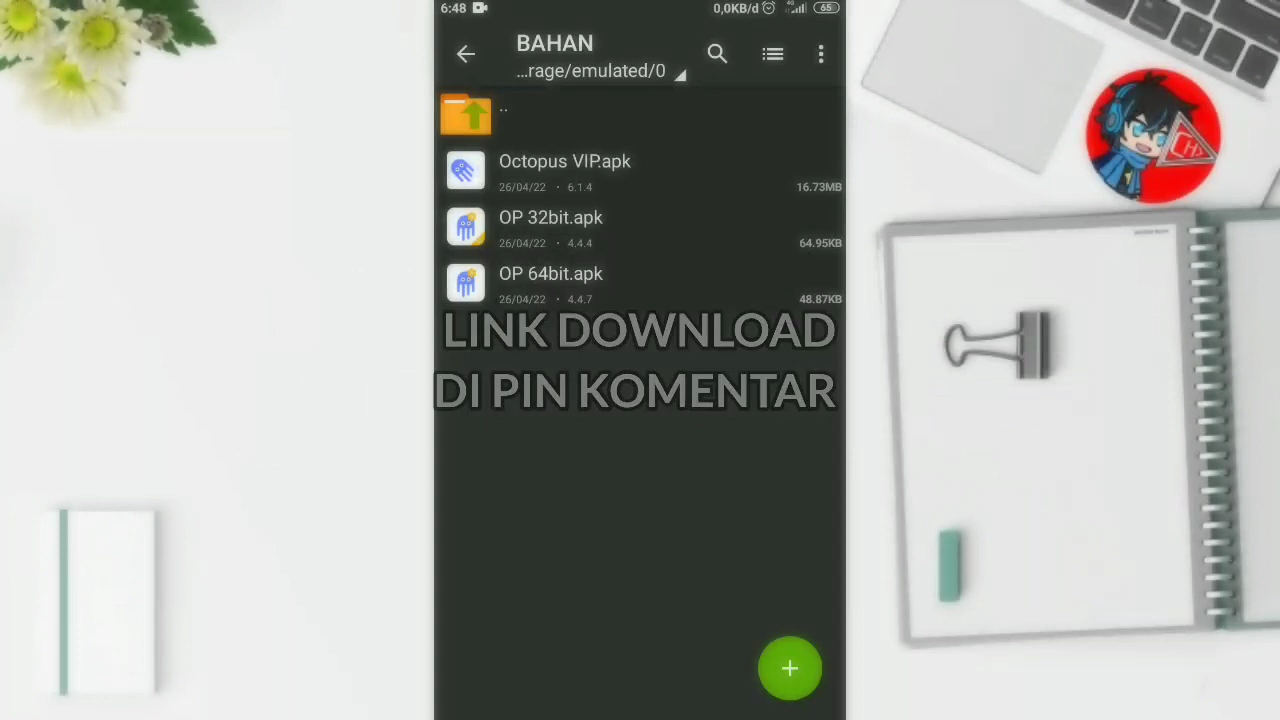 6:48 0,0KB/d 4G 65
BAHAN
...rage/emulated/0
..
Octopus VIP.apk
26/04/22 • 6.1.4 16.73MB
OP 32bit.apk
26/04/22 • 4.4.4 64.95KB
OP 64bit.apk
26/04/22 • 4.4.7 48.87KB
LINK DOWNLOAD
DI PIN KOMENTAR